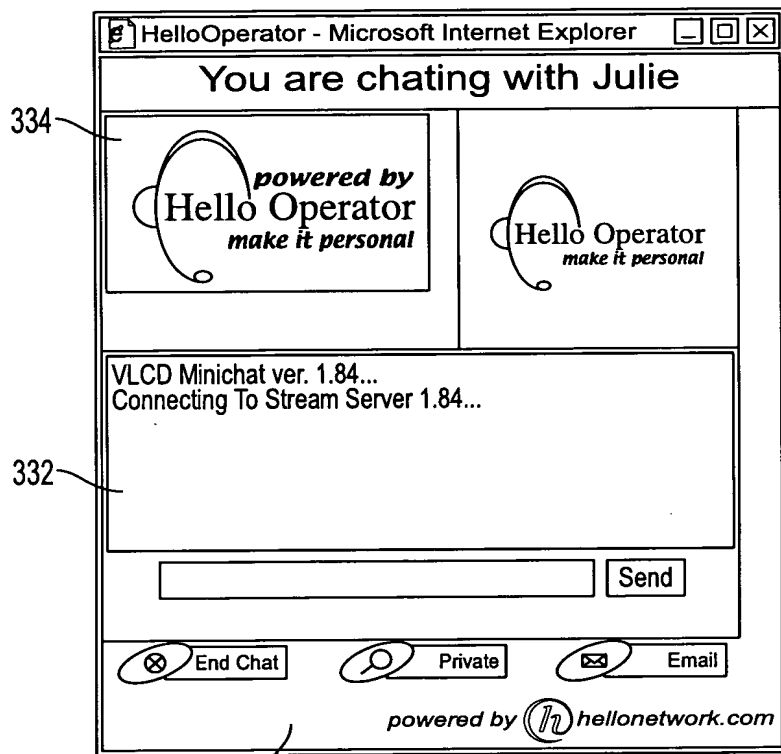 HelloOperator - Microsoft Internet Explorer
You are chating with Julie
334
powered by
Hello Operator
make it personal
Hello Operator
make it personal
VLCD Minichat ver. 1.84...
Connecting To Stream Server 1.84...
332
Send
End Chat
Private
Email
powered by h hellonetwork.com